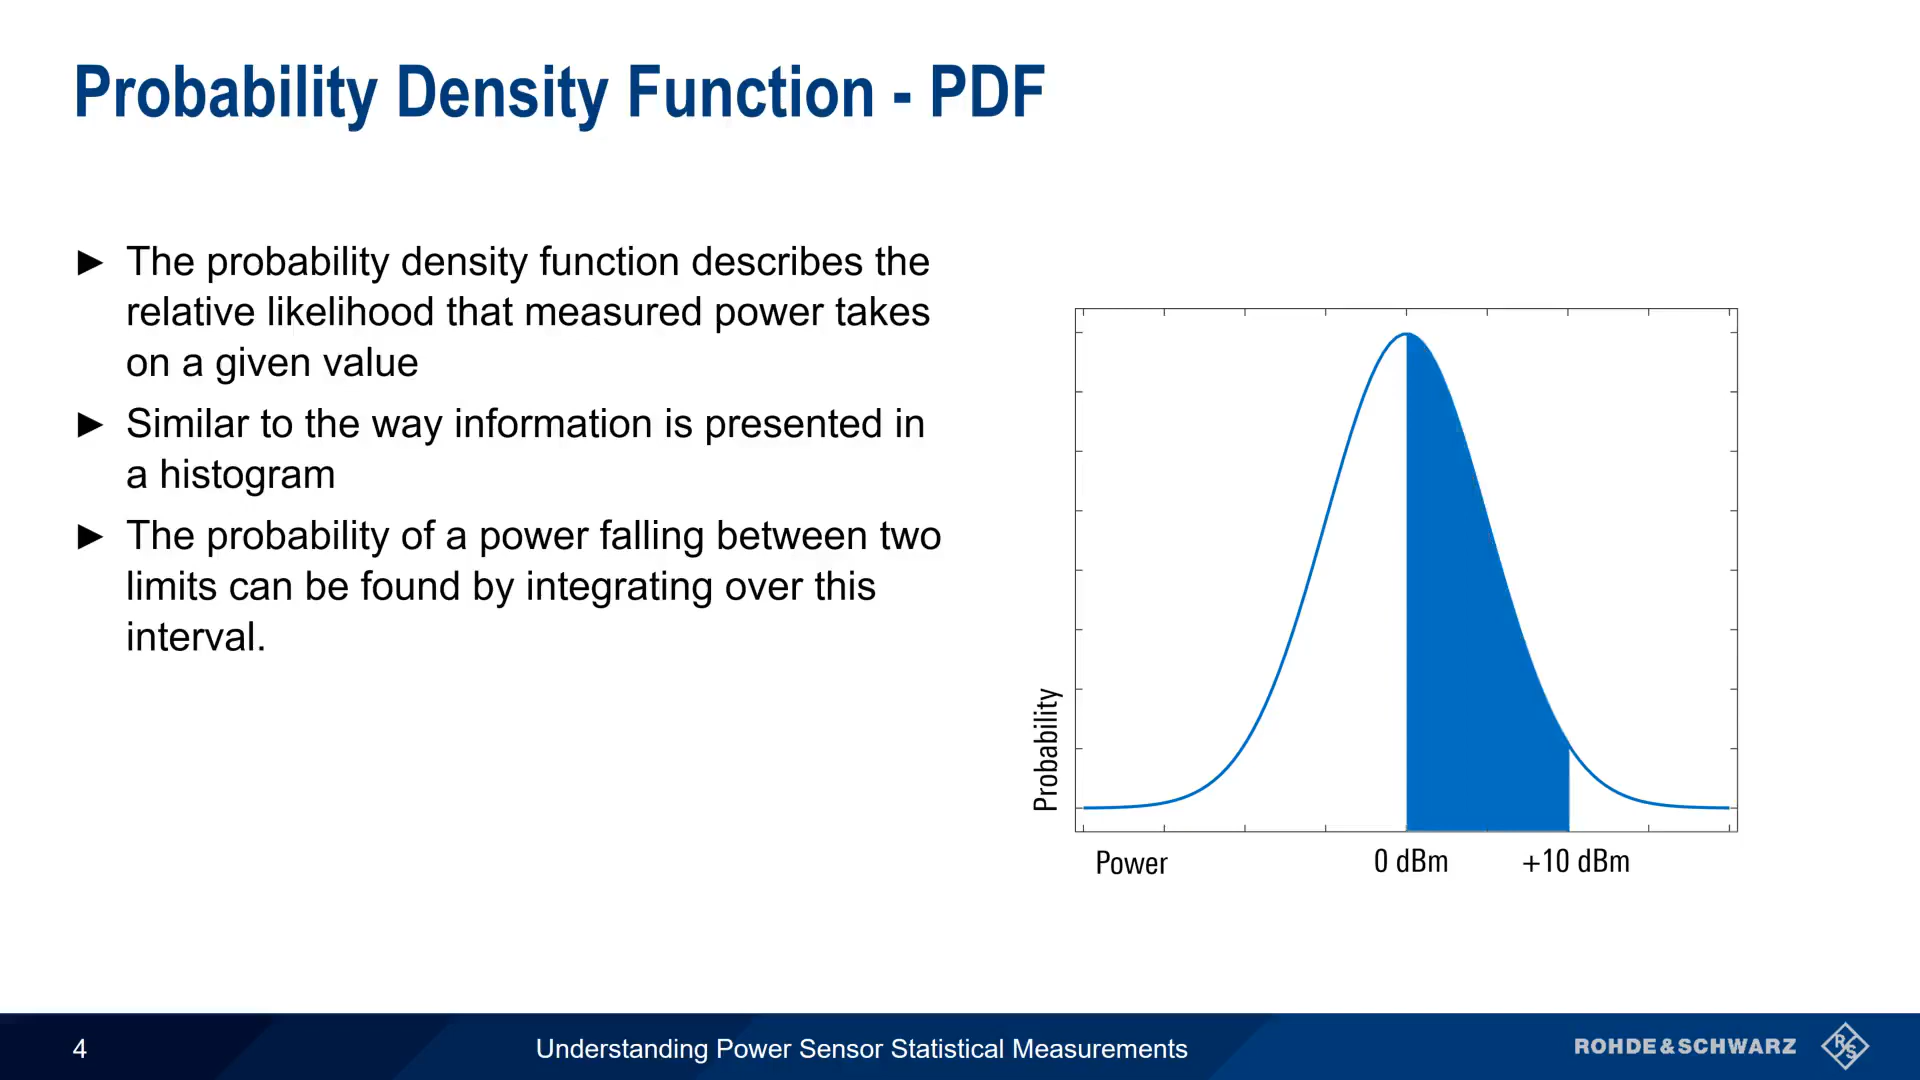 Probability Density Function - PDF
► The probability density function describes the
relative likelihood that measured power takes
on a given value
► Similar to the way information is presented in
a histogram
► The probability of a power falling between two
limits can be found by integrating over this
interval.
Probability
Power
0 dBm
+10 dBm
4
Understanding Power Sensor Statistical Measurements
ROHDE&SCHWARZ
R&S